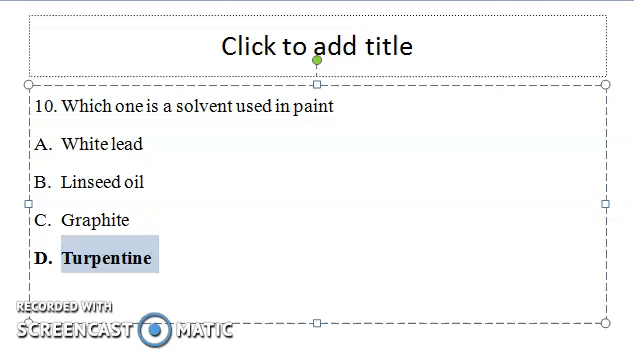 Click to add title
10. Which one is a solvent used in paint
A. White lead
B. Linseed oil
C. Graphite
D. Turpentine
RECORDED WITH
SCREENCAST MATIC